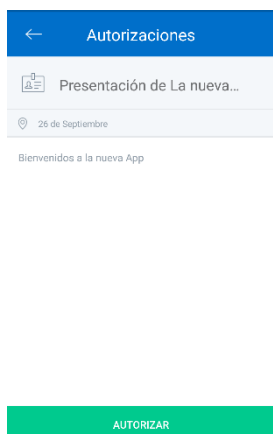 Autorizaciones
Presentación de La nueva...
26 de Septiembre
Bienvenidos a la nueva App
AUTORIZAR